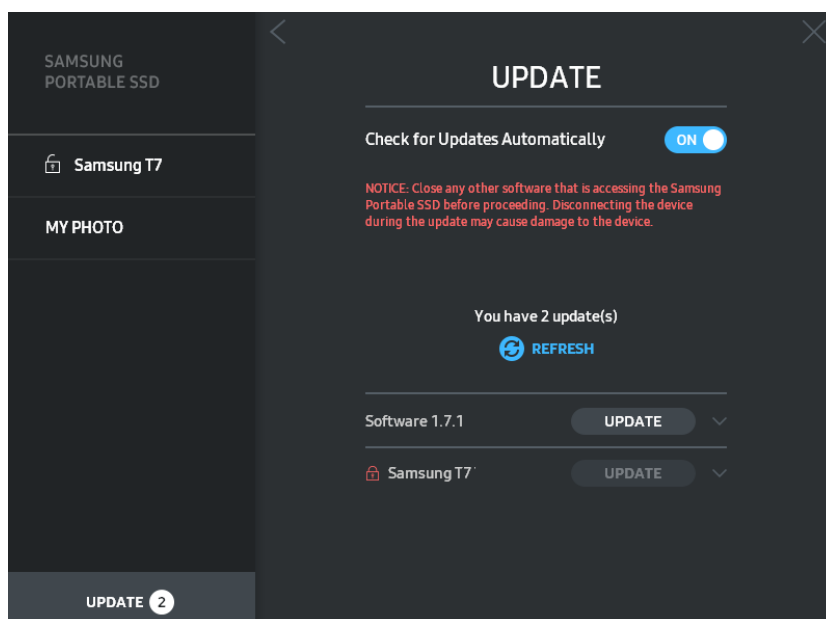 SAMSUNG
PORTABLE SSD
Samsung T7
MY PHOTO
UPDATE 2
UPDATE
Check for Updates Automatically
ON
NOTICE: Close any other software that is accessing the Samsung
Portable SSD before proceeding. Disconnecting the device
during the update may cause damage to the device.
You have 2 update(s)
REFRESH
Software 1.7.1 UPDATE
Samsung T7 UPDATE